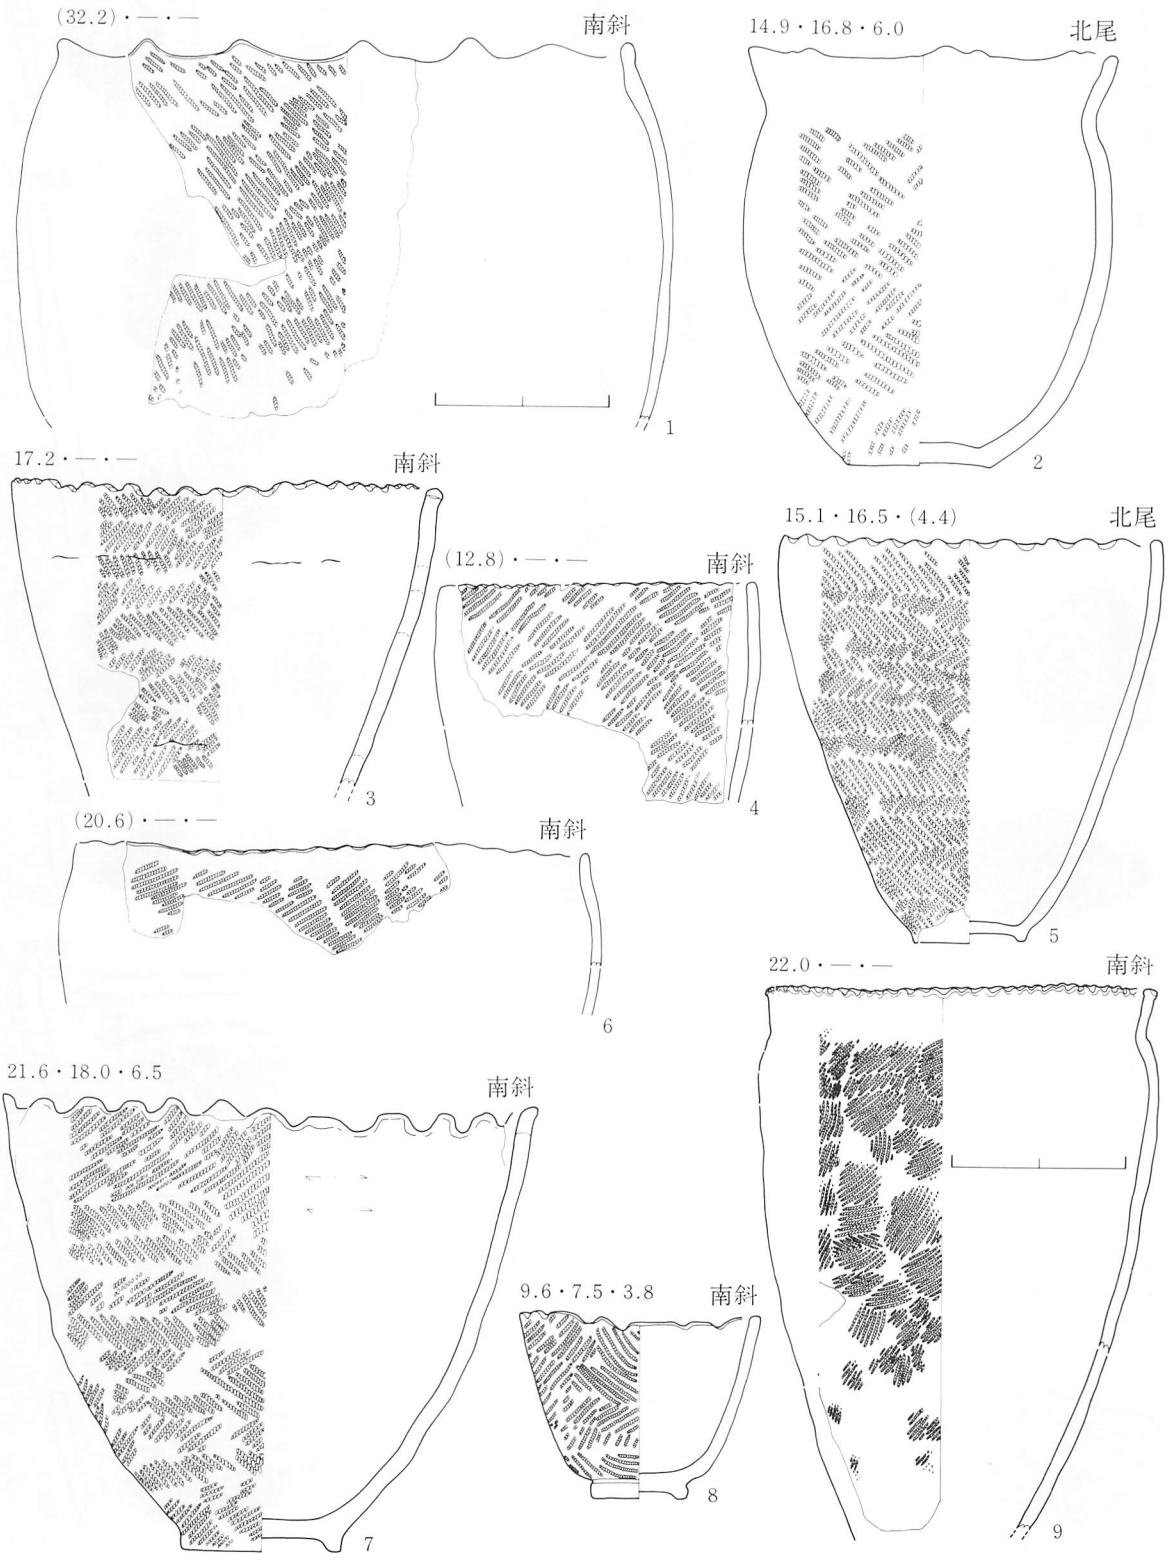 (32.2)・—・—
南斜
1
14.9・16.8・6.0
北尾
2
17.2・—・—
南斜
3
(12.8)・—・—
南斜
4
15.1・16.5・(4.4)
北尾
5
(20.6)・—・—
南斜
6
21.6・18.0・6.5
南斜
7
9.6・7.5・3.8
南斜
8
22.0・—・—
南斜
9